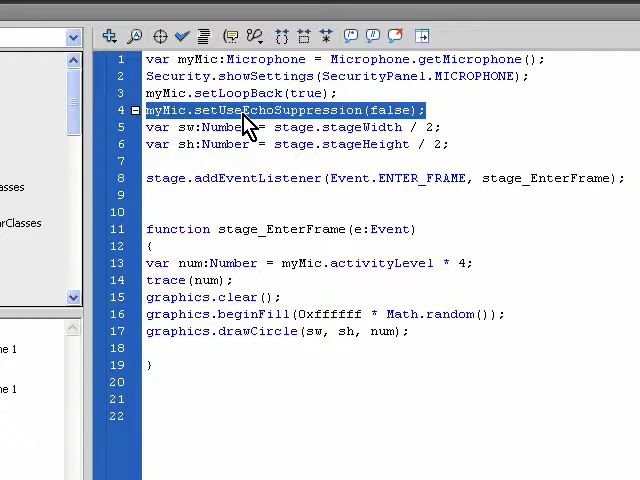 1 var myMic:Microphone = Microphone.getMicrophone();
2 Security.showSettings(SecurityPanel.MICROPHONE);
3 myMic.setLoopBack(true);
4 myMic.setUseEchoSuppression(false);
5 var sw:Number = stage.stageWidth / 2;
6 var sh:Number = stage.stageHeight / 2;
7
8 stage.addEventListener(Event.ENTER_FRAME, stage_EnterFrame);
9
10
11 function stage_EnterFrame(e:Event)
12 {
13 var num:Number = myMic.activityLevel * 4;
14 trace(num);
15 graphics.clear();
16 graphics.beginFill(0xffffff * Math.random());
17 graphics.drawCircle(sw, sh, num);
18
19 }
20
21
22
asses
arClasses
ne 1
ne 1